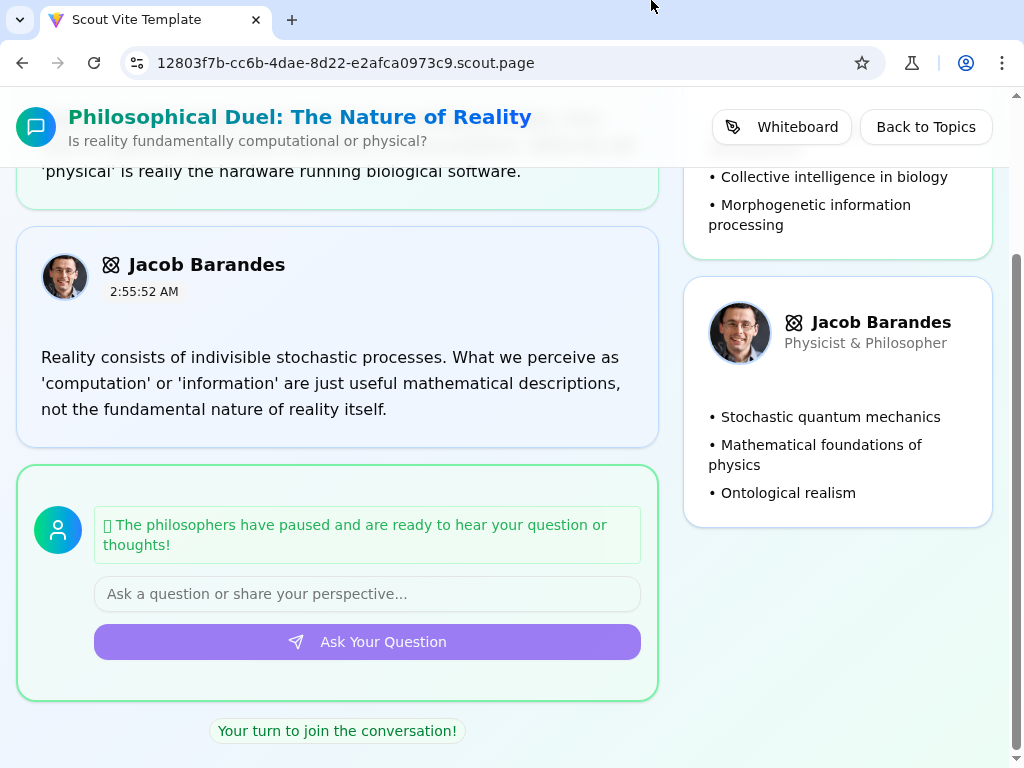 Scout Vite Template
12803f7b-cc6b-4dae-8d22-e2afca0973c9.scout.page
Philosophical Duel: The Nature of Reality
Is reality fundamentally computational or physical?
Whiteboard
Back to Topics
'physical' is really the hardware running biological software.
Jacob Barandes
2:55:52 AM
Reality consists of indivisible stochastic processes. What we perceive as
'computation' or 'information' are just useful mathematical descriptions,
not the fundamental nature of reality itself.
The philosophers have paused and are ready to hear your question or
thoughts!
Ask a question or share your perspective...
Ask Your Question
Your turn to join the conversation!
• Collective intelligence in biology
• Morphogenetic information
processing
Jacob Barandes
Physicist & Philosopher
• Stochastic quantum mechanics
• Mathematical foundations of
physics
• Ontological realism